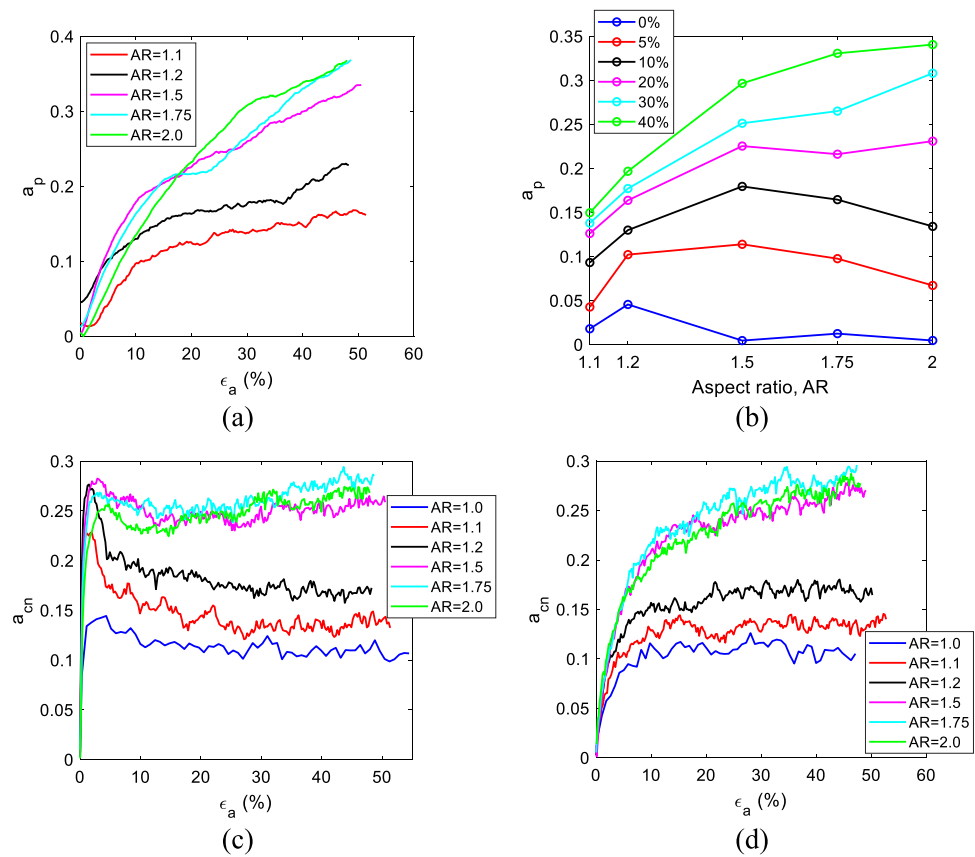 0.4
0.3
0.2
0.1
0
a_p
AR=1.1
AR=1.2
AR=1.5
AR=1.75
AR=2.0
0 10 20 30 40 50 60
ϵ_a (%)
(a)
0.35
0.3
0.25
0.2
0.15
0.1
0.05
0
a_p
0%
5%
10%
20%
30%
40%
1.1 1.2 1.5 1.75 2
Aspect ratio, AR
(b)
0.3
0.25
0.2
0.15
0.1
0.05
0
a_cn
AR=1.0
AR=1.1
AR=1.2
AR=1.5
AR=1.75
AR=2.0
0 10 20 30 40 50
ϵ_a (%)
(c)
0.3
0.25
0.2
0.15
0.1
0.05
0
a_cn
AR=1.0
AR=1.1
AR=1.2
AR=1.5
AR=1.75
AR=2.0
0 10 20 30 40 50 60
ϵ_a (%)
(d)